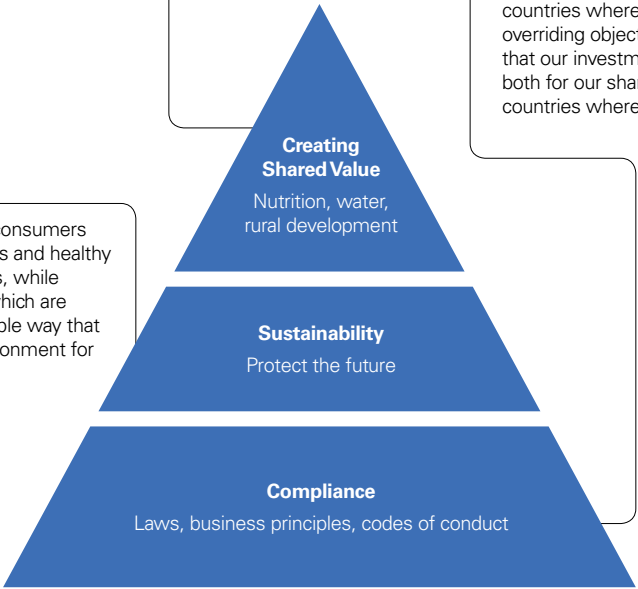 countries where
overriding object
that our investm
both for our shar
countries where
Creating
Shared Value
Nutrition, water,
rural development
onsumers
s and healthy
s, while
which are
ple way that
onment for
Sustainability
Protect the future
Compliance
Laws, business principles, codes of conduct